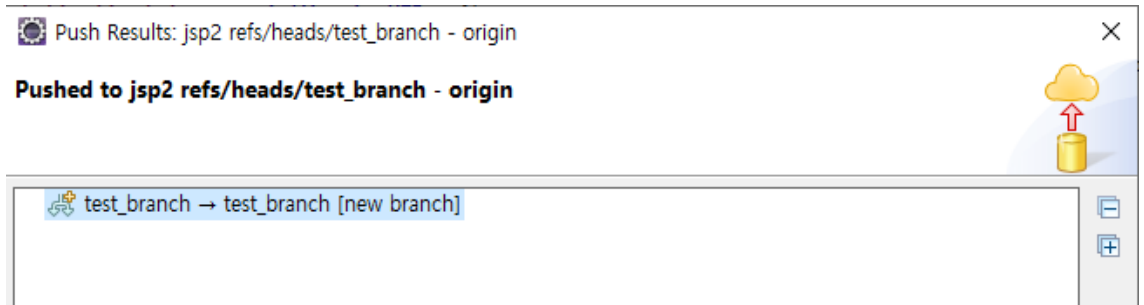 Push Results: jsp2 refs/heads/test_branch - origin
Pushed to jsp2 refs/heads/test_branch - origin
test_branch → test_branch [new branch]